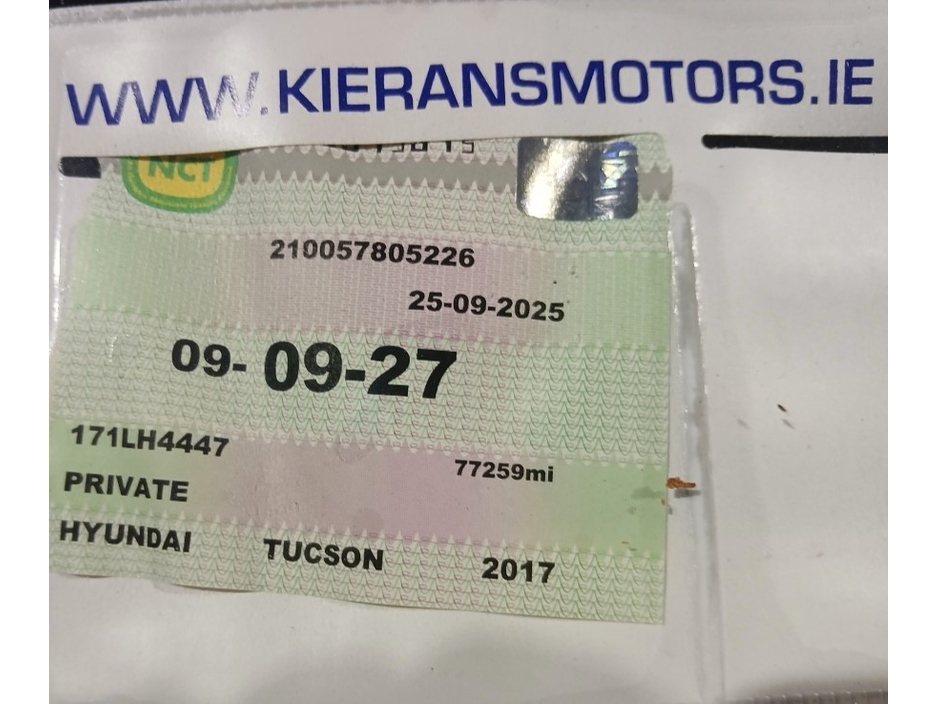 WWW.KIERANSMOTORS.IE
NCT
210057805226
25-09-2025
09-09-27
171LH4447
77259mi
PRIVATE
HYUNDAI TUCSON 2017